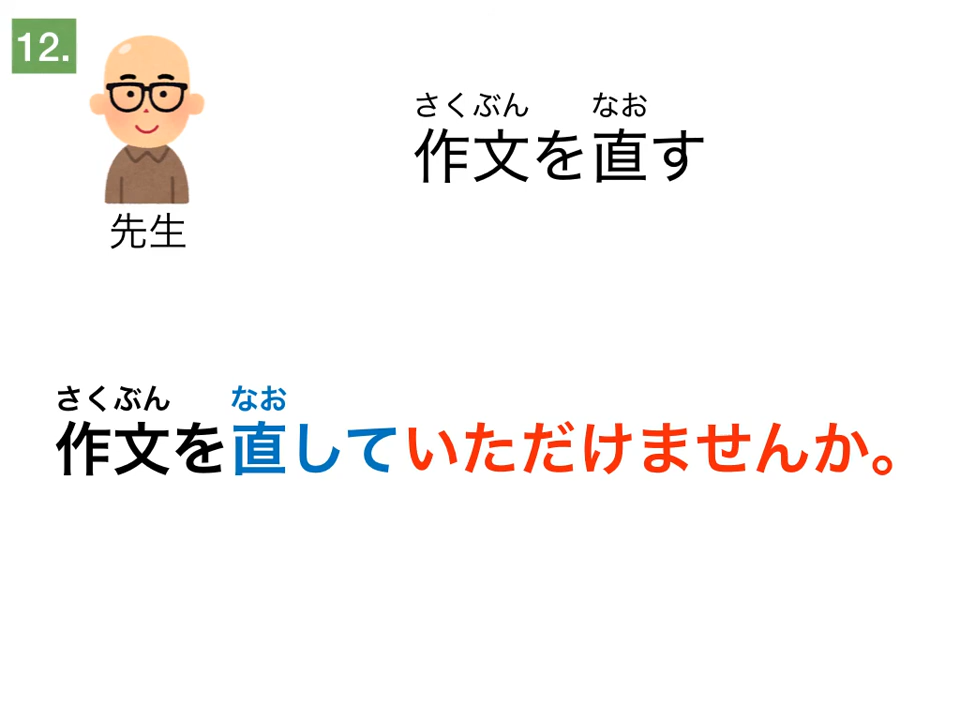 12.
先生
さくぶん なお
作文を直す
さくぶん なお
作文を直していただけませんか。